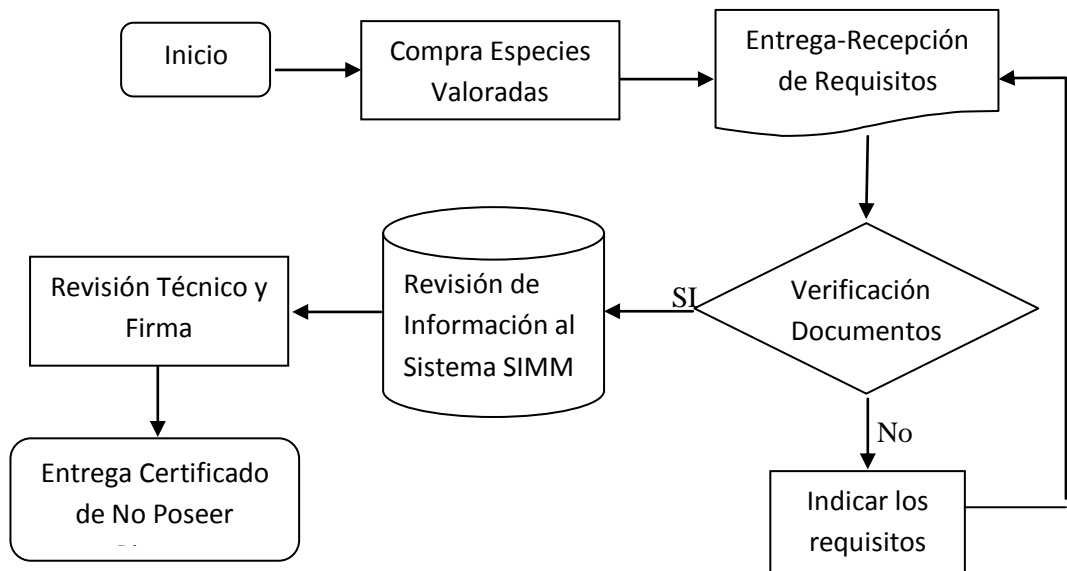 Inicio
Compra Especies
Valoradas
Entrega-Recepción
de Requisitos
Verificación
Documentos
SI
No
Revisión de
Información al
Sistema SIMM
Revisión Técnico y
Firma
Entrega Certificado
de No Poseer
Indicar los
requisitos